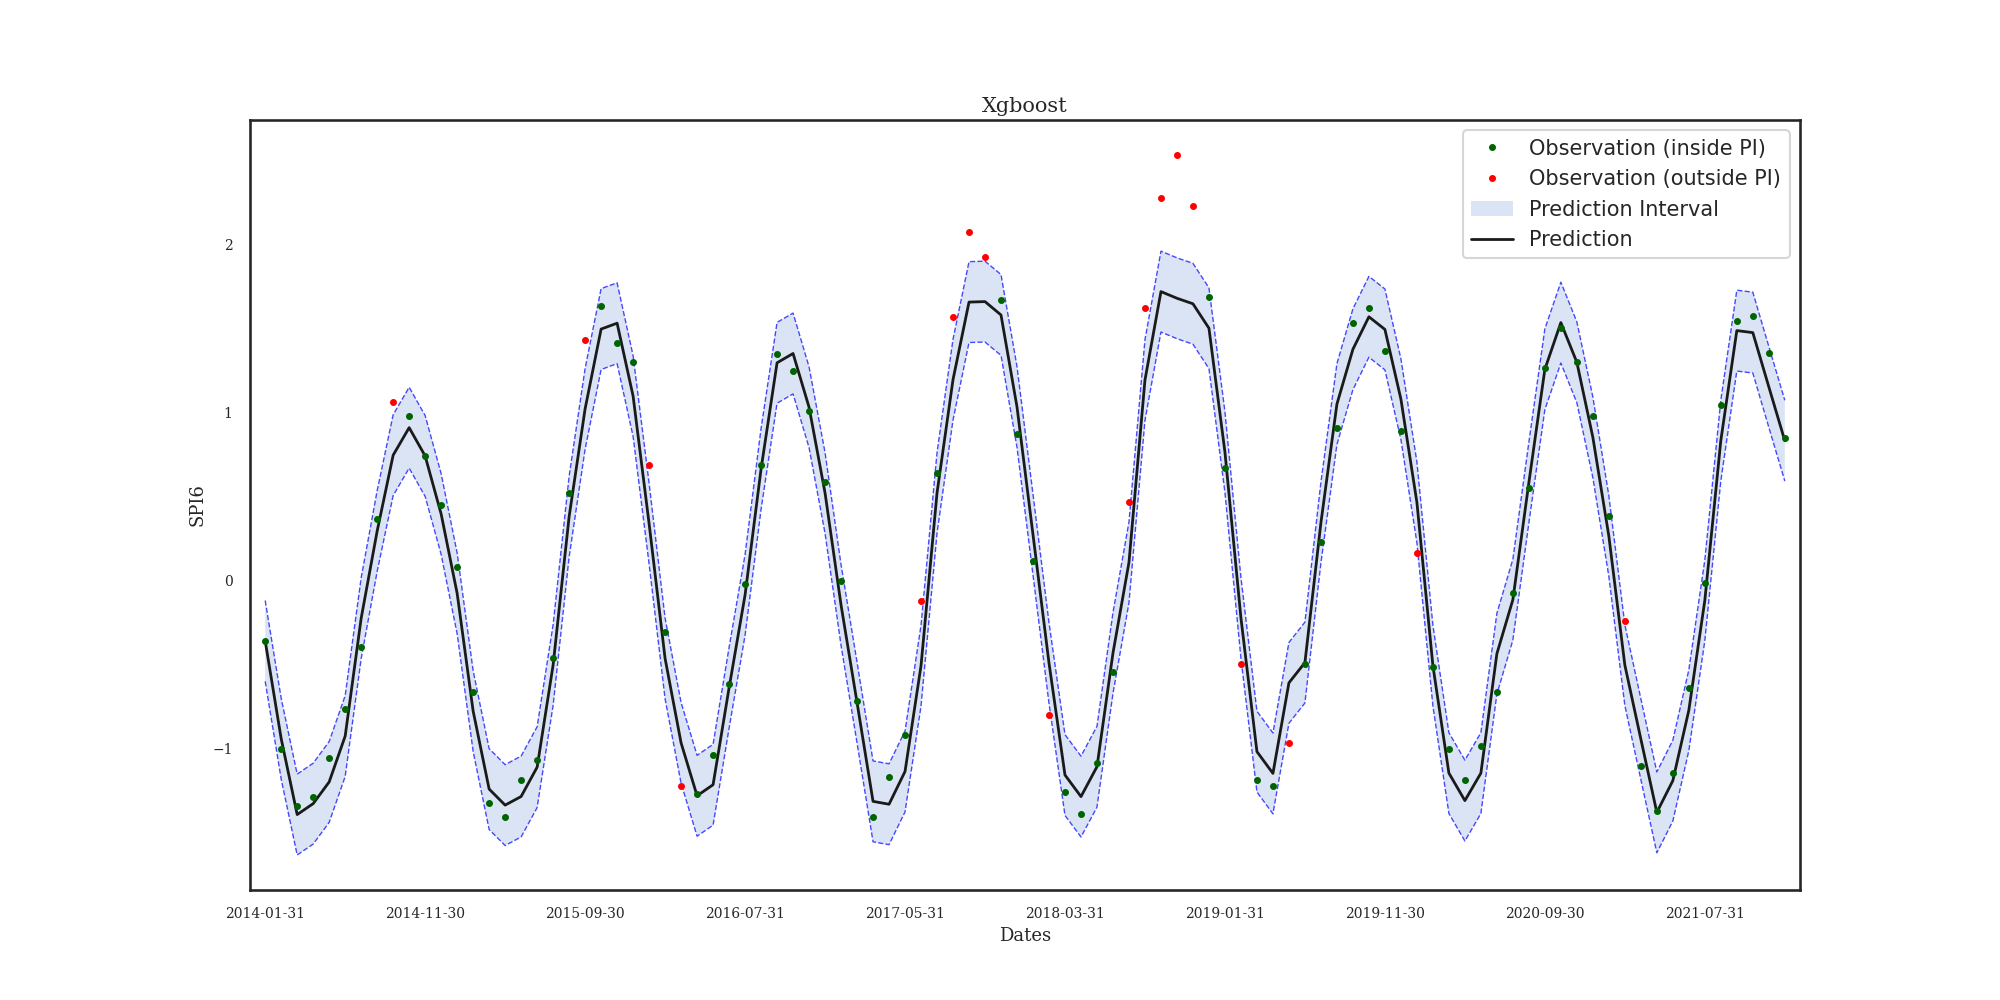 Xgboost
Observation (inside PI)
Observation (outside PI)
Prediction Interval
Prediction
2
1
0
−1
SPI6
2014-01-31 2014-11-30 2015-09-30 2016-07-31 2017-05-31 2018-03-31 2019-01-31 2019-11-30 2020-09-30 2021-07-31
Dates